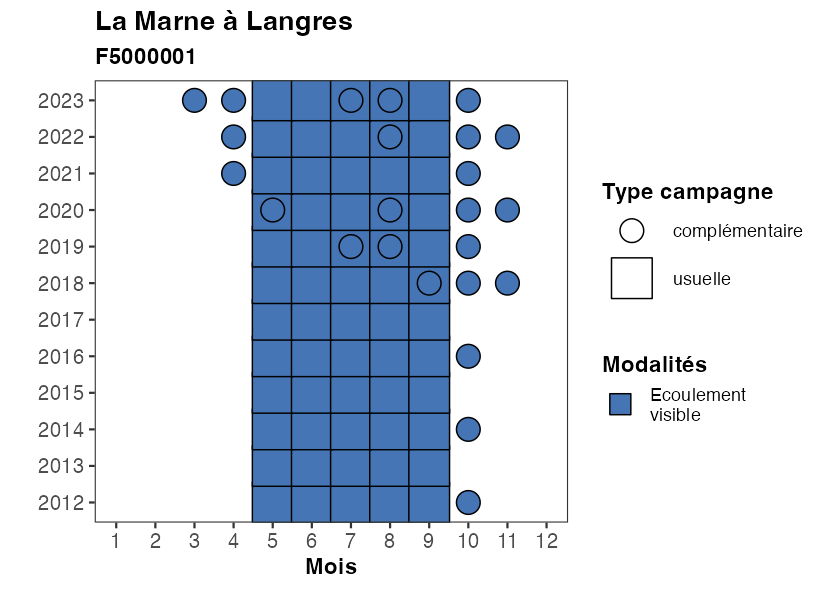 La Marne à Langres
F5000001
2023
2022
2021
2020
2019
2018
2017
2016
2015
2014
2013
2012
1 2 3 4 5 6 7 8 9 10 11 12
Mois
Type campagne
complémentaire
usuelle
Modalités
Ecoulement
visible